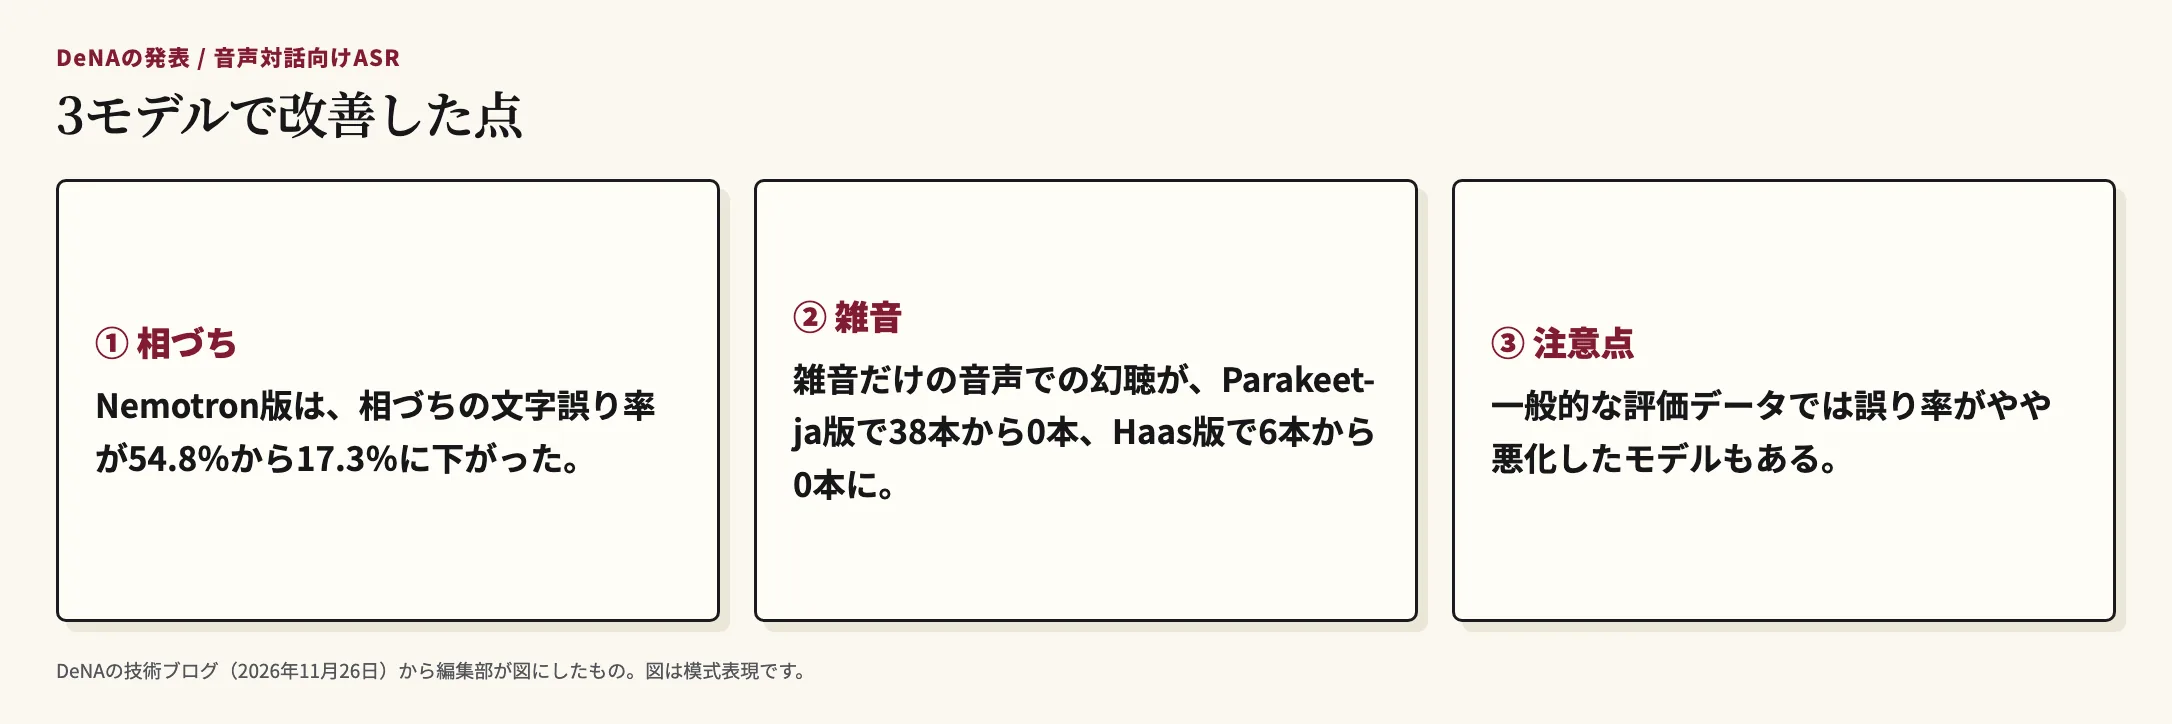 DeNAの発表 / 音声対話向けASR
3モデルで改善した点
① 相づち
Nemotron版は、相づちの文字誤り率
が54.8%から17.3%に下がった。
② 雑音
雑音だけの音声での幻聴が、Parakeet-
ja版で38本から0本、Haas版で6本から
0本に。
③ 注意点
一般的な評価データでは誤り率がやや
悪化したモデルもある。
DeNAの技術ブログ（2026年11月26日）から編集部が図にしたもの。図は模式表現です。